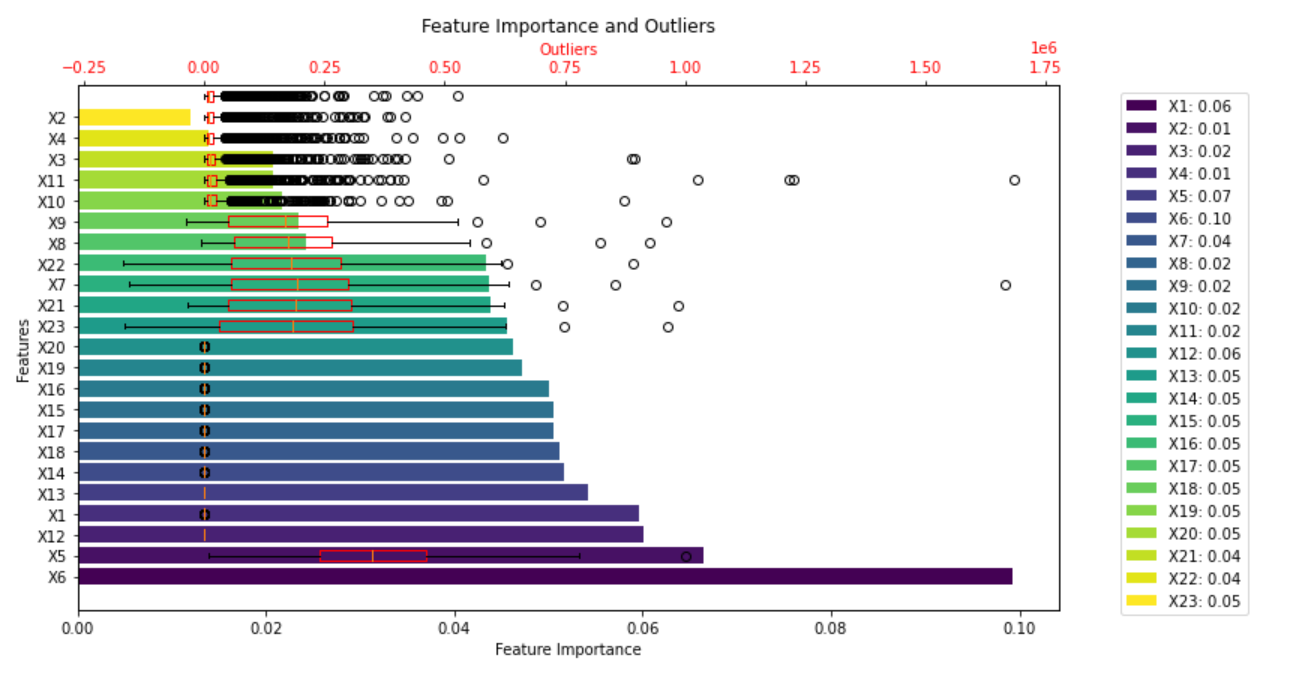 Feature Importance and Outliers
Outliers
1e6
−0.25 0.00 0.25 0.50 0.75 1.00 1.25 1.50 1.75
X2
X4
X3
X11
X10
X9
X8
X22
X7
X21
X23
X20
X19
X16
X15
X17
X18
X14
X13
X1
X12
X5
X6
Features
0.00 0.02 0.04 0.06 0.08 0.10
Feature Importance
X1: 0.06
X2: 0.01
X3: 0.02
X4: 0.01
X5: 0.07
X6: 0.10
X7: 0.04
X8: 0.02
X9: 0.02
X10: 0.02
X11: 0.02
X12: 0.06
X13: 0.05
X14: 0.05
X15: 0.05
X16: 0.05
X17: 0.05
X18: 0.05
X19: 0.05
X20: 0.05
X21: 0.04
X22: 0.04
X23: 0.05